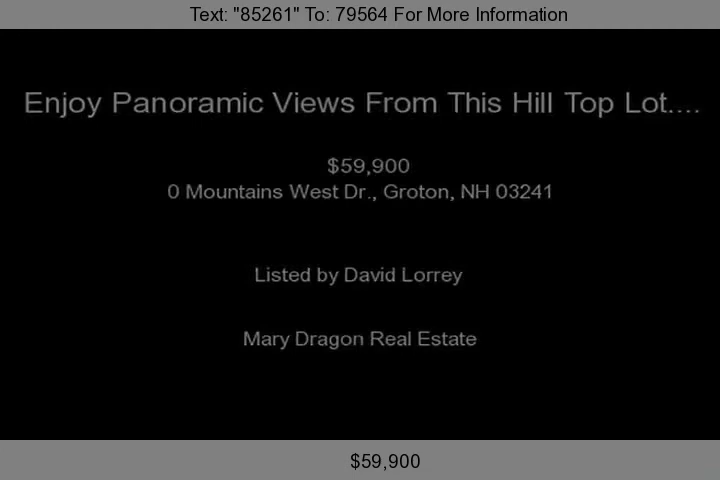 Text: "85261" To: 79564 For More Information
Enjoy Panoramic Views From This Hill Top Lot....
$59,900
0 Mountains West Dr., Groton, NH 03241
Listed by David Lorrey
Mary Dragon Real Estate
$59,900